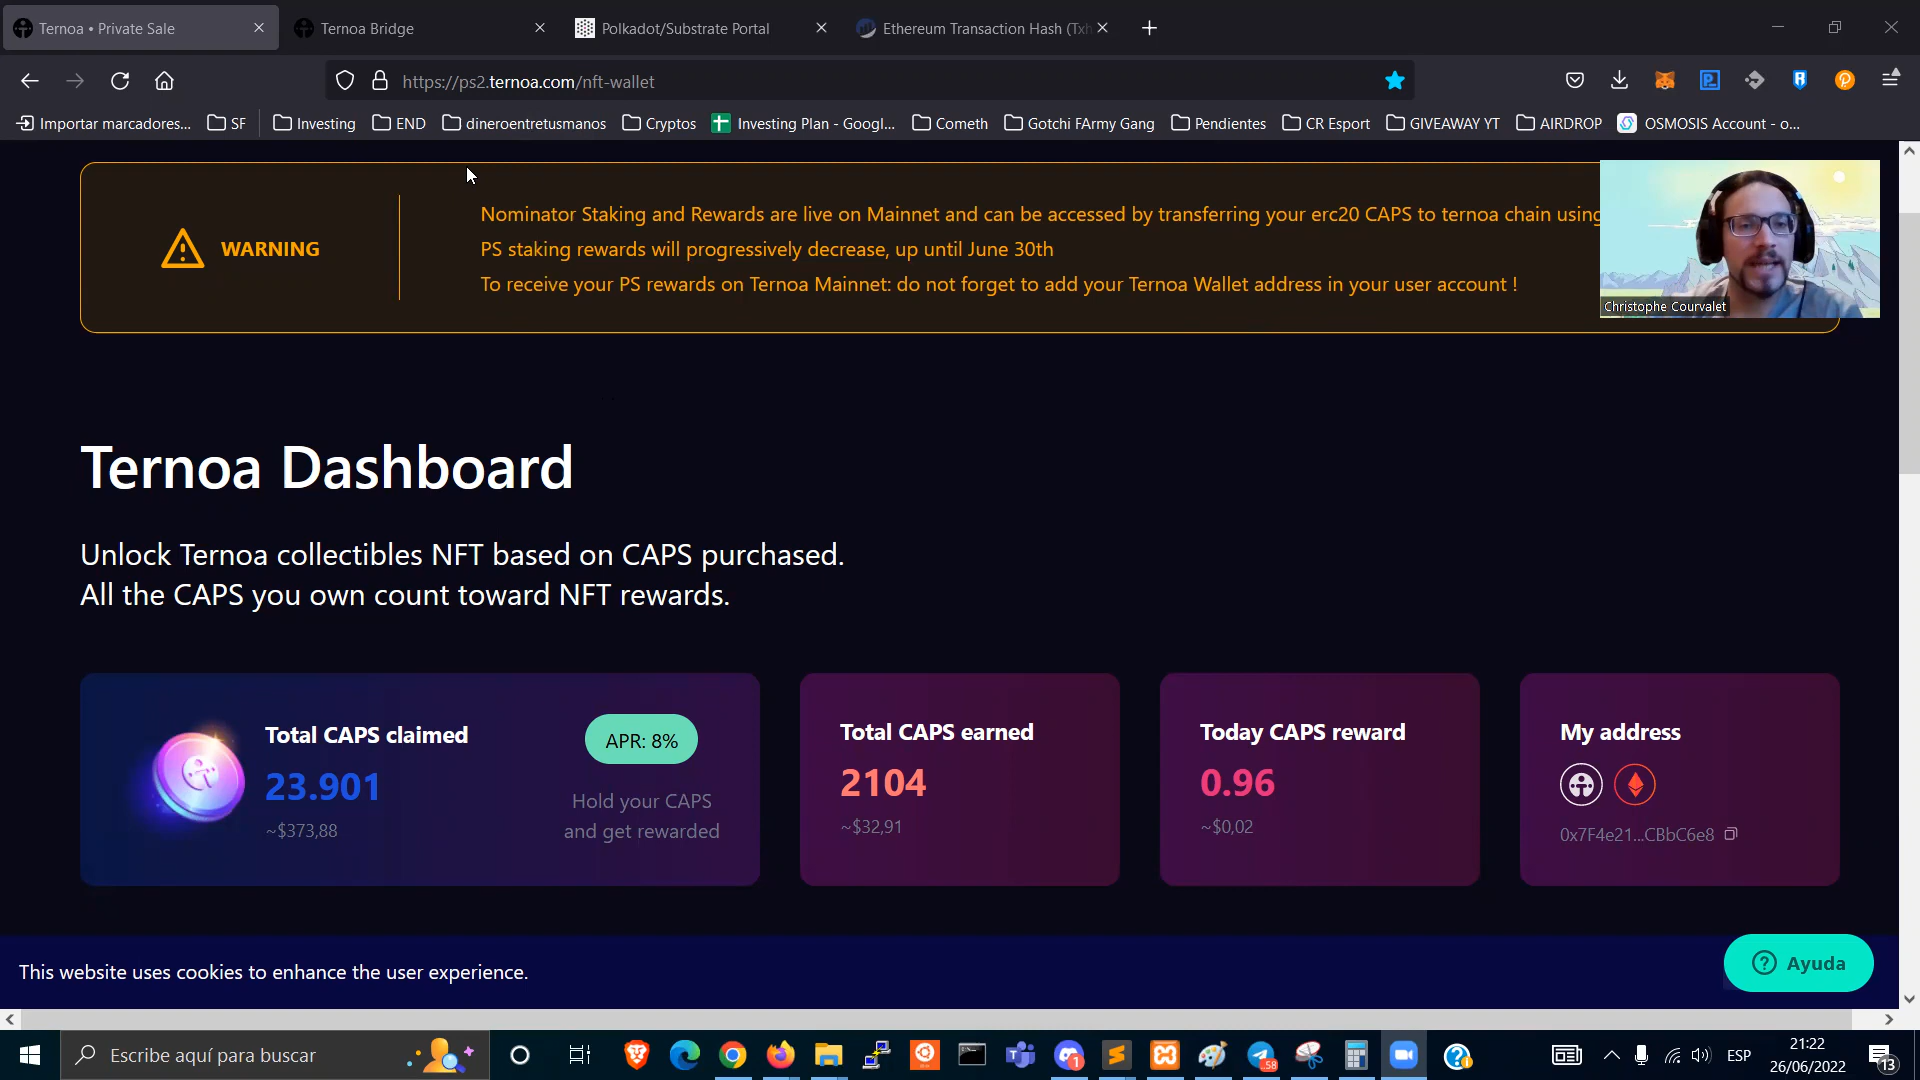 Ternoa • Private Sale
Ternoa Bridge
Polkadot/Substrate Portal
Ethereum Transaction Hash (Txh
https://ps2.ternoa.com/nft-wallet
Importar marcadores...
SF
Investing
END
dineroentretusmanos
Cryptos
Investing Plan - Googl...
Cometh
Gotchi FArmy Gang
Pendientes
CR Esport
GIVEAWAY YT
AIRDROP
OSMOSIS Account - o...
WARNING
Nominator Staking and Rewards are live on Mainnet and can be accessed by transferring your erc20 CAPS to ternoa chain using
PS staking rewards will progressively decrease, up until June 30th
To receive your PS rewards on Ternoa Mainnet: do not forget to add your Ternoa Wallet address in your user account !
Christophe Courvalet
Ternoa Dashboard
Unlock Ternoa collectibles NFT based on CAPS purchased.
All the CAPS you own count toward NFT rewards.
Total CAPS claimed
23.901
~$373,88
APR: 8%
Hold your CAPS
and get rewarded
Total CAPS earned
2104
~$32,91
Today CAPS reward
0.96
~$0,02
My address
0x7F4e21...CBbC6e8
This website uses cookies to enhance the user experience.
Ayuda
Escribe aquí para buscar
1
58
ESP
21:22
26/06/2022
13